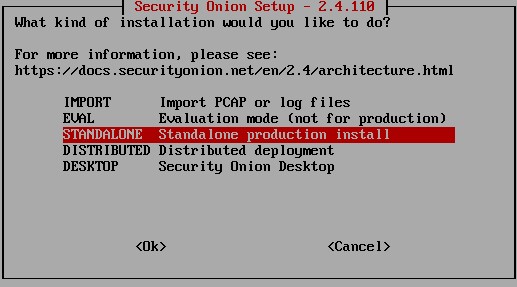 Security Onion Setup - 2.4.110
What kind of installation would you like to do?
For more information, please see:
https://docs.securityonion.net/en/2.4/architecture.html
IMPORT Import PCAP or log files
EVAL Evaluation mode (not for production)
STANDALONE Standalone production install
DISTRIBUTED Distributed deployment
DESKTOP Security Onion Desktop
<Ok> <Cancel>